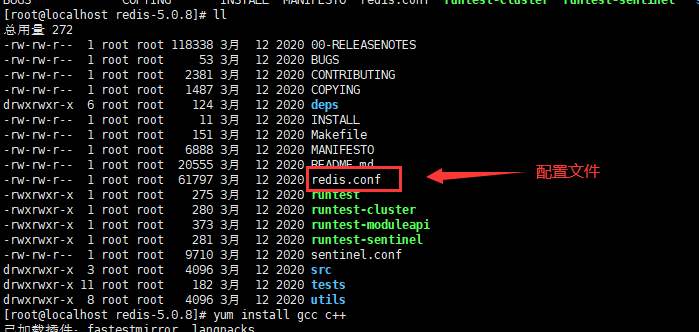 BUGS COPYING INSTALL MANIFESTO redis.conf runtest-cluster runtest-sentinel
[root@localhost redis-5.0.8]# ll
总用量 272
-rw-rw-r-- 1 root root 118338 3月 12 2020 00-RELEASENOTES
-rw-rw-r-- 1 root root 53 3月 12 2020 BUGS
-rw-rw-r-- 1 root root 2381 3月 12 2020 CONTRIBUTING
-rw-rw-r-- 1 root root 1487 3月 12 2020 COPYING
drwxrwxr-x 6 root root 124 3月 12 2020 deps
-rw-rw-r-- 1 root root 11 3月 12 2020 INSTALL
-rw-rw-r-- 1 root root 151 3月 12 2020 Makefile
-rw-rw-r-- 1 root root 6888 3月 12 2020 MANIFESTO
-rw-rw-r-- 1 root root 20555 3月 12 2020 README.md
-rw-rw-r-- 1 root root 61797 3月 12 2020 redis.conf 配置文件
-rwxrwxr-x 1 root root 275 3月 12 2020 runtest
-rwxrwxr-x 1 root root 280 3月 12 2020 runtest-cluster
-rwxrwxr-x 1 root root 373 3月 12 2020 runtest-moduleapi
-rwxrwxr-x 1 root root 281 3月 12 2020 runtest-sentinel
-rw-rw-r-- 1 root root 9710 3月 12 2020 sentinel.conf
drwxrwxr-x 3 root root 4096 3月 12 2020 src
drwxrwxr-x 11 root root 182 3月 12 2020 tests
drwxrwxr-x 8 root root 4096 3月 12 2020 utils
[root@localhost redis-5.0.8]# yum install gcc c++
已加载插件: fastestmirror, langpacks